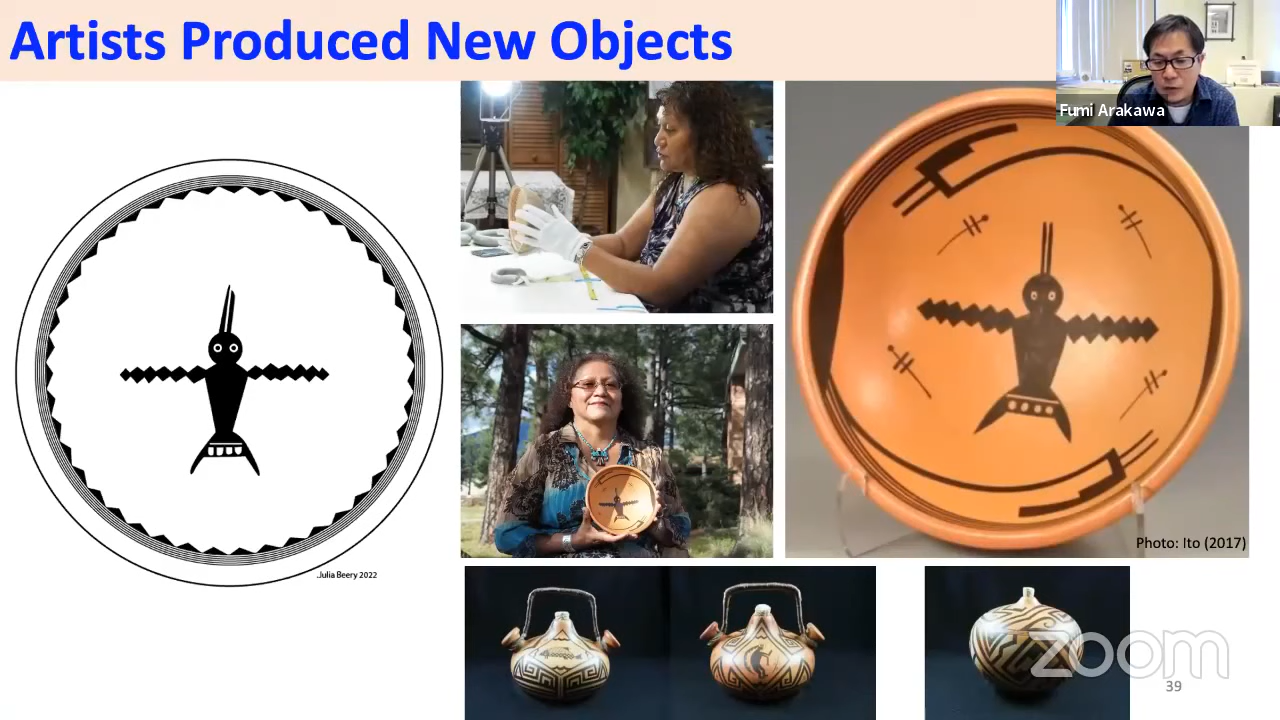 Artists Produced New Objects
Fumi Arakawa
Julia Beery 2022
Photo: Ito (2017)
zoom
39